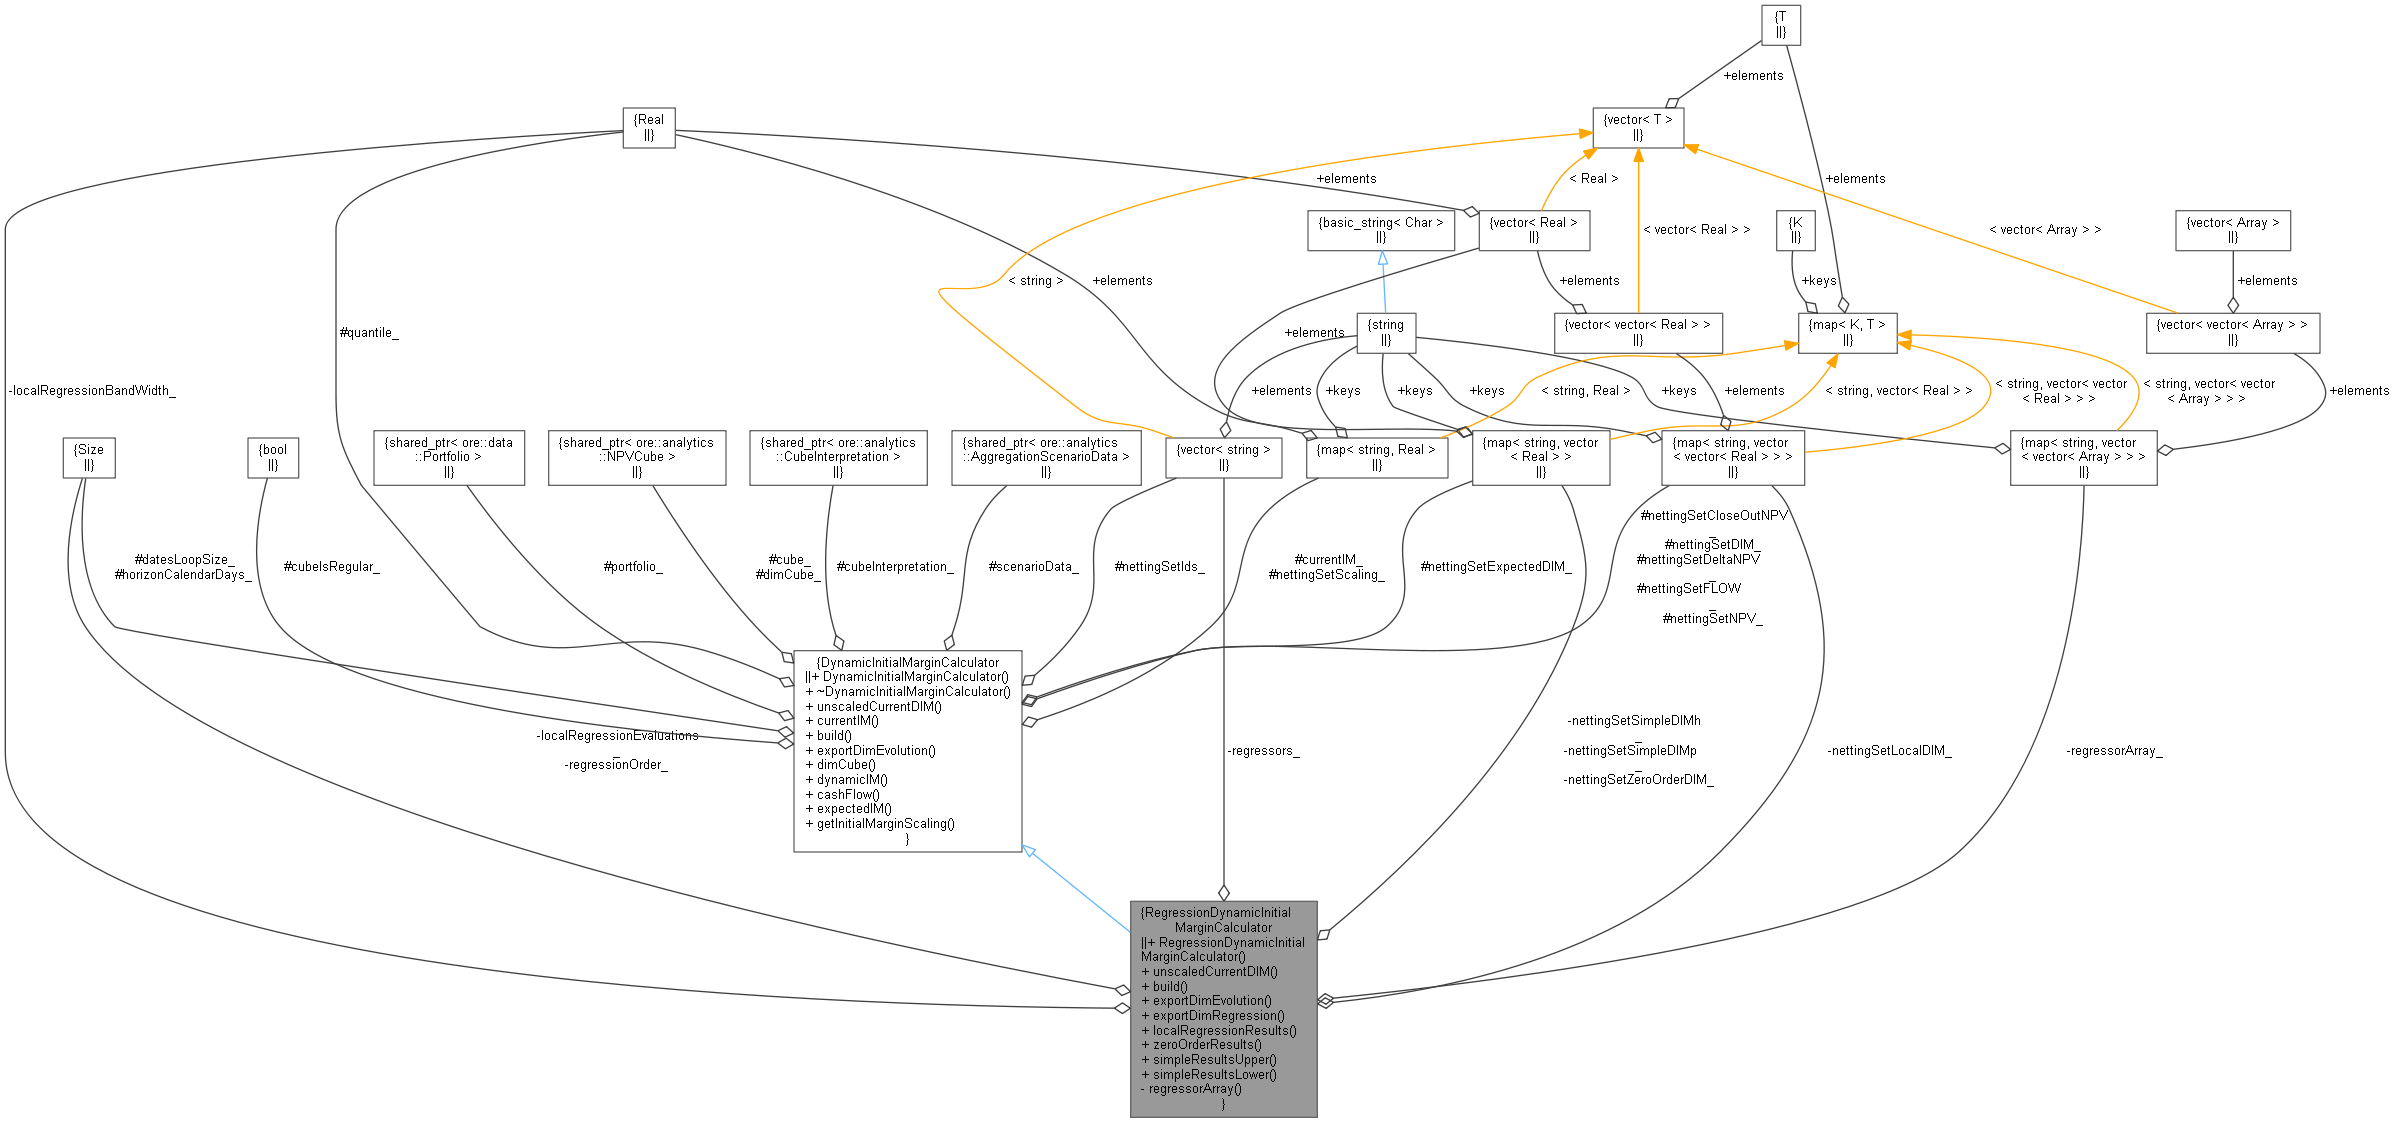 {T
||}
+elements
{Real
||}
{vector< T >
||}
+elements
< Real >
+elements
{basic_string< Char >
||}
{vector< Real >
||}
< vector< Real > >
{K
||}
< vector< Array > >
{vector< Array >
||}
< string >
+elements
+elements
+keys
+elements
#quantile_
+elements
{string
||}
{vector< vector< Real > >
||}
{map< K, T >
||}
{vector< vector< Array > >
||}
-localRegressionBandWidth_
+elements
+keys
+keys
+keys
< string, Real >
+keys
+elements
< string, vector< Real > >
< string, vector< vector
< Real > > >
< string, vector< vector
< Array > > >
+elements
{Size
||}
{bool
||}
{shared_ptr< ore::data
::Portfolio >
||}
{shared_ptr< ore::analytics
::NPVCube >
||}
{shared_ptr< ore::analytics
::CubeInterpretation >
||}
{shared_ptr< ore::analytics
::AggregationScenarioData >
||}
{vector< string >
||}
{map< string, Real >
||}
{map< string, vector
< Real > >
||}
{map< string, vector
< vector< Real > > >
||}
{map< string, vector
< vector< Array > > >
||}
#datesLoopSize_
#horizonCalendarDays_
#cubeIsRegular_
#portfolio_
#cube_
#dimCube_
#cubeInterpretation_
#scenarioData_
#nettingSetIds_
#currentIM_
#nettingSetScaling_
#nettingSetExpectedDIM_
#nettingSetCloseOutNPV
_
#nettingSetDIM_
#nettingSetDeltaNPV
_
#nettingSetFLOW
_
#nettingSetNPV_
{DynamicInitialMarginCalculator
||+ DynamicInitialMarginCalculator()
+ ~DynamicInitialMarginCalculator()
+ unscaledCurrentDIM()
+ currentIM()
+ build()
+ exportDimEvolution()
+ dimCube()
+ dynamicIM()
+ cashFlow()
+ expectedIM()
+ getInitialMarginScaling()
}
-localRegressionEvaluations
_
-regressionOrder_
-regressors_
-nettingSetSimpleDIMh
_
-nettingSetSimpleDIMp
_
-nettingSetZeroOrderDIM_
-nettingSetLocalDIM_
-regressorArray_
{RegressionDynamicInitial
MarginCalculator
||+ RegressionDynamicInitial
MarginCalculator()
+ unscaledCurrentDIM()
+ build()
+ exportDimEvolution()
+ exportDimRegression()
+ localRegressionResults()
+ zeroOrderResults()
+ simpleResultsUpper()
+ simpleResultsLower()
- regressorArray()
}